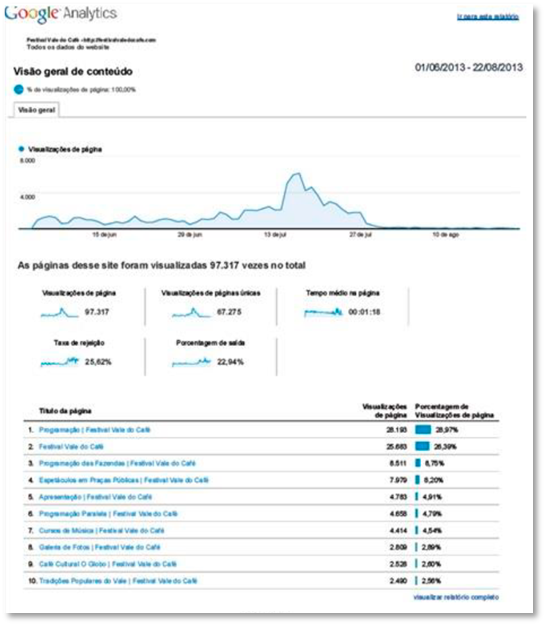 Google Analytics
Ir para este relatório
Festival Vale do Café - http://festivalvaledocafe.com
Todos os dados do website
Visão geral de conteúdo
01/06/2013 - 22/08/2013
% de visualizações de página: 100,00%
Visão geral
Visualizações de página
8.000
4.000
15 de jun 29 de jun 13 de jul 27 de jul 10 de ago
As páginas desse site foram visualizadas 97.317 vezes no total
Visualizações de página Visualizações de páginas únicas Tempo médio na página
97.317 67.275 00:01:18
Taxa de rejeição Porcentagem de saída
25,62% 22,94%
Título da página Visualizações de página Porcentagem de Visualizações de página
1. Programação | Festival Vale do Café 28.193 28,97%
2. Festival Vale do Café 25.683 26,39%
3. Programação das Fazendas | Festival Vale do Café 8.511 8,75%
4. Espetáculos em Praças Públicas | Festival Vale do Café 7.979 8,20%
5. Apresentação | Festival Vale do Café 4.783 4,91%
6. Programação Paralela | Festival Vale do Café 4.658 4,79%
7. Cursos de Música | Festival Vale do Café 4.414 4,54%
8. Galeria de Fotos | Festival Vale do Café 2.809 2,89%
9. Café Cultural O Globo | Festival Vale do Café 2.528 2,60%
10. Tradições Populares do Vale | Festival Vale do Café 2.490 2,56%
visualizar relatório completo